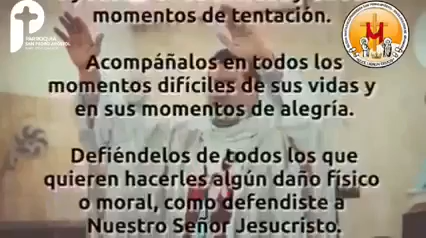 momentos de tentación.
Acompáñalos en todos los
momentos difíciles de sus vidas y
en sus momentos de alegría.
Defiéndelos de todos los que
quieren hacerles algún daño físico
o moral, como defendiste a
Nuestro Señor Jesucristo.